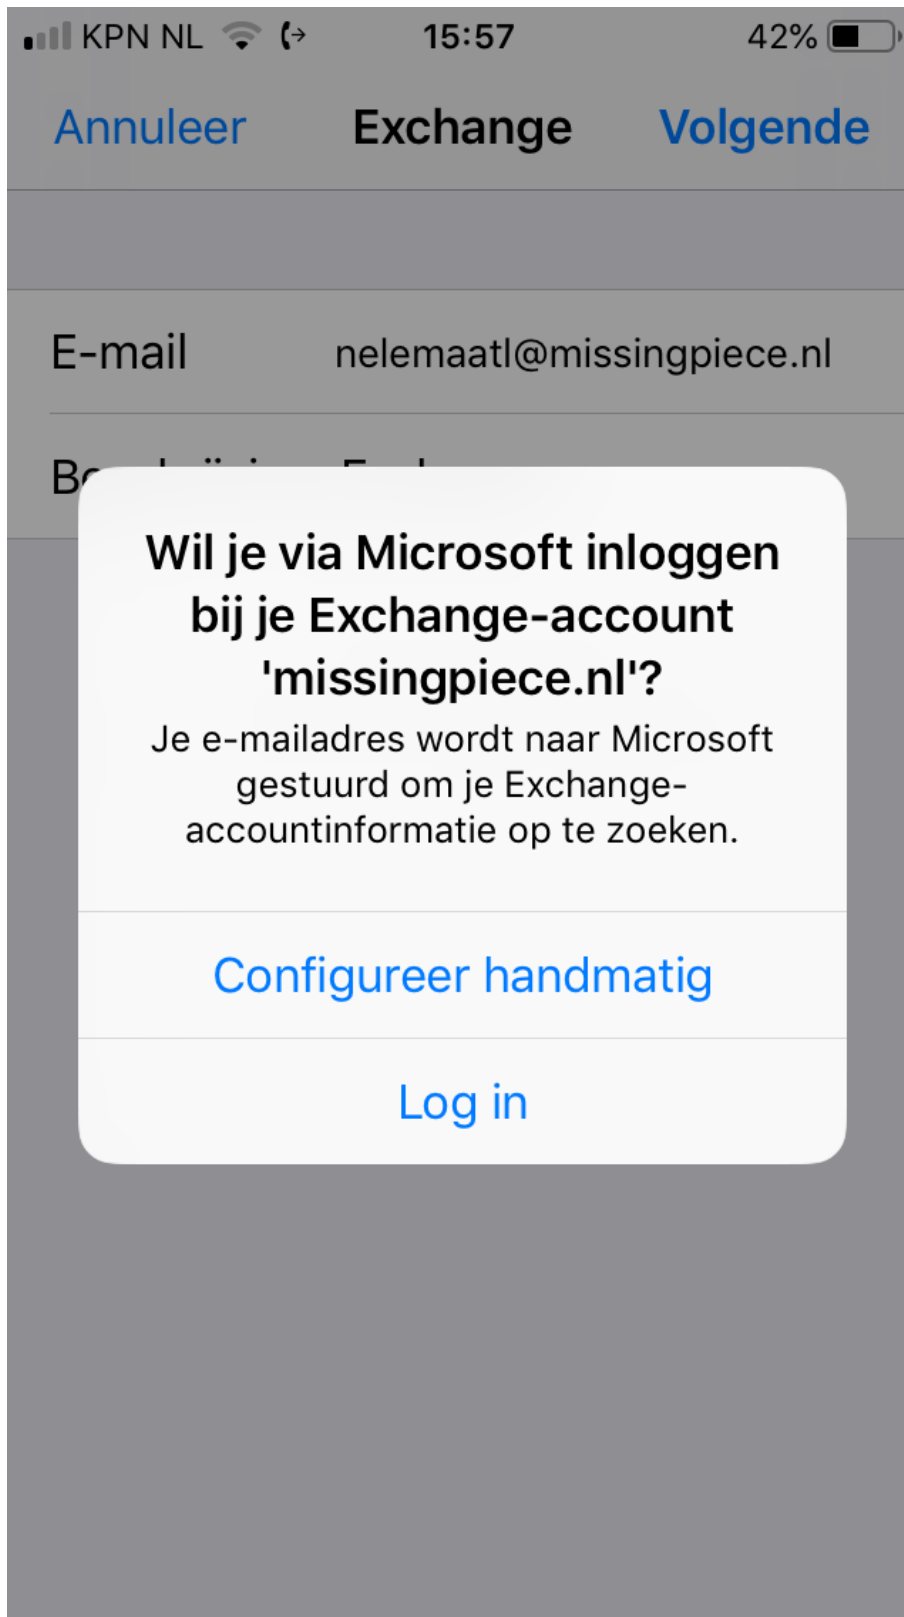 KPN NL 15:57 42%
Annuleer Exchange Volgende
E-mail nelemaatl@missingpiece.nl
Wil je via Microsoft inloggen
bij je Exchange-account
'missingpiece.nl'?
Je e-mailadres wordt naar Microsoft
gestuurd om je Exchange-
accountinformatie op te zoeken.
Configureer handmatig
Log in